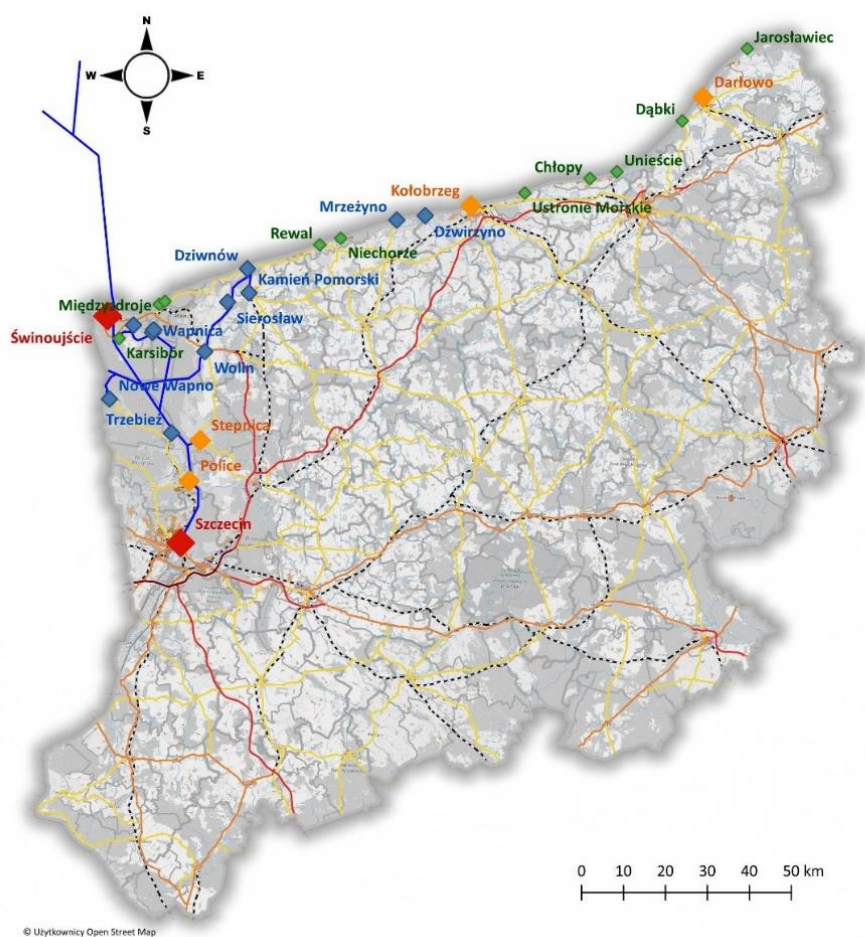 N
W
E
S
Jarosławiec
Darłowo
Dąbki
Unieście
Chłopy
Kołobrzeg
Ustronie Morskie
Mrzeżyno
Dźwirzyno
Rewal
Niechorze
Dziwnów
Kamień Pomorski
Międzyzdroje
Sierosław
Świnoujście
Wapnica
Karsibór
Wolin
Nowe Wapno
Trzebież
Stepnica
Police
Szczecin
0 10 20 30 40 50 km
© Użytkownicy Open Street Map